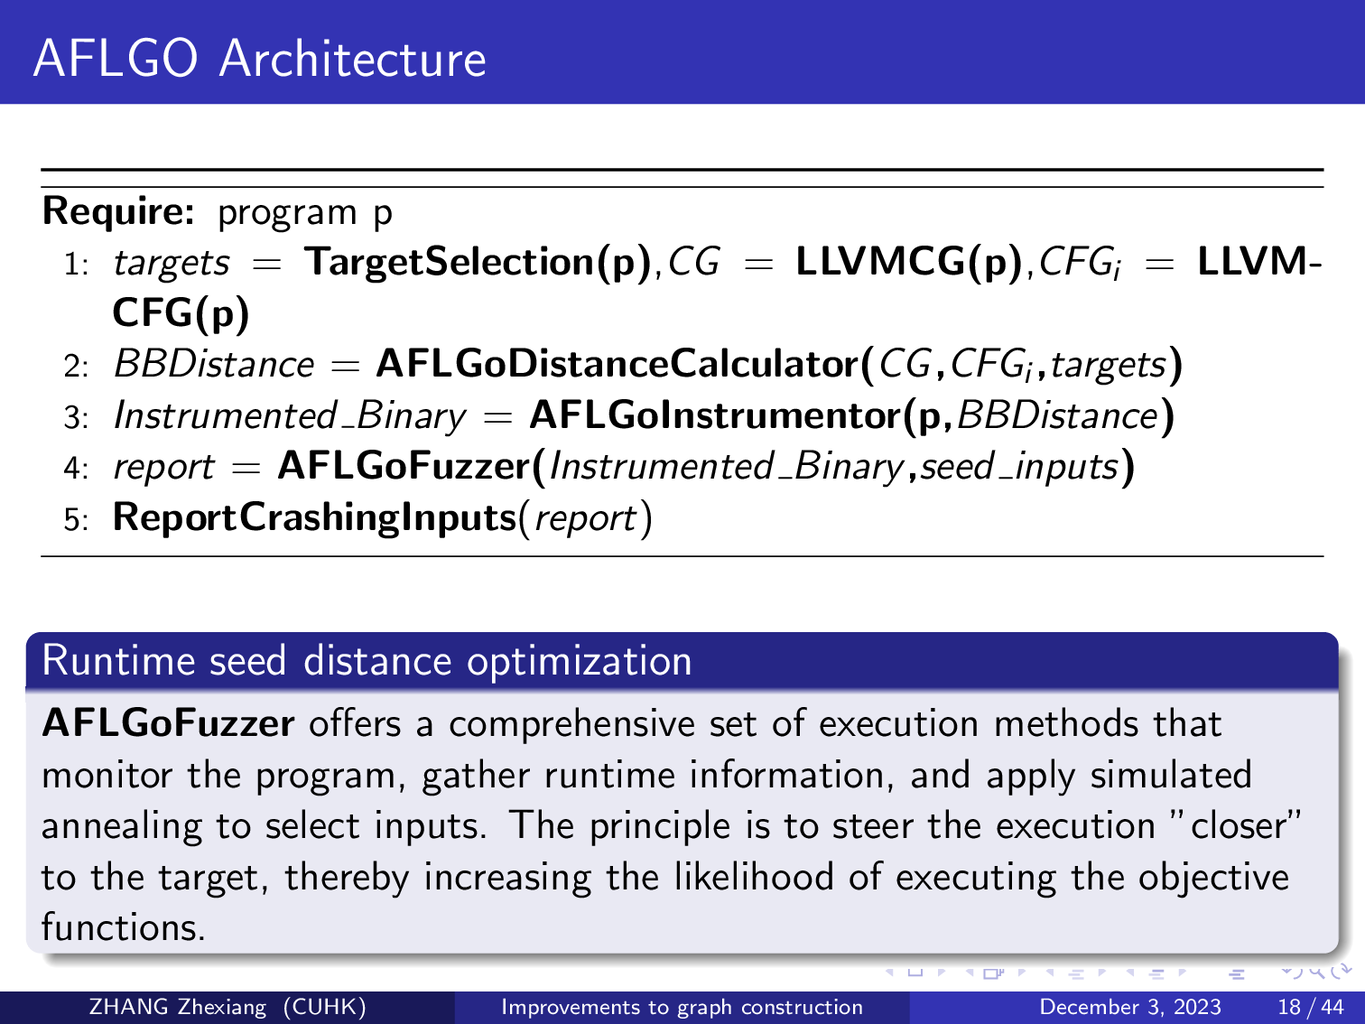 AFLGO Architecture
Require: program p
1: targets = TargetSelection(p),CG = LLVMCG(p),CFGi = LLVM-
CFG(p)
2: BBDistance = AFLGoDistanceCalculator(CG,CFGi,targets)
3: Instrumented_Binary = AFLGoInstrumentor(p,BBDistance)
4: report = AFLGoFuzzer(Instrumented_Binary,seed_inputs)
5: ReportCrashingInputs(report)
Runtime seed distance optimization
AFLGoFuzzer offers a comprehensive set of execution methods that
monitor the program, gather runtime information, and apply simulated
annealing to select inputs. The principle is to steer the execution ”closer”
to the target, thereby increasing the likelihood of executing the objective
functions.
ZHANG Zhexiang (CUHK) Improvements to graph construction December 3, 2023 18 / 44